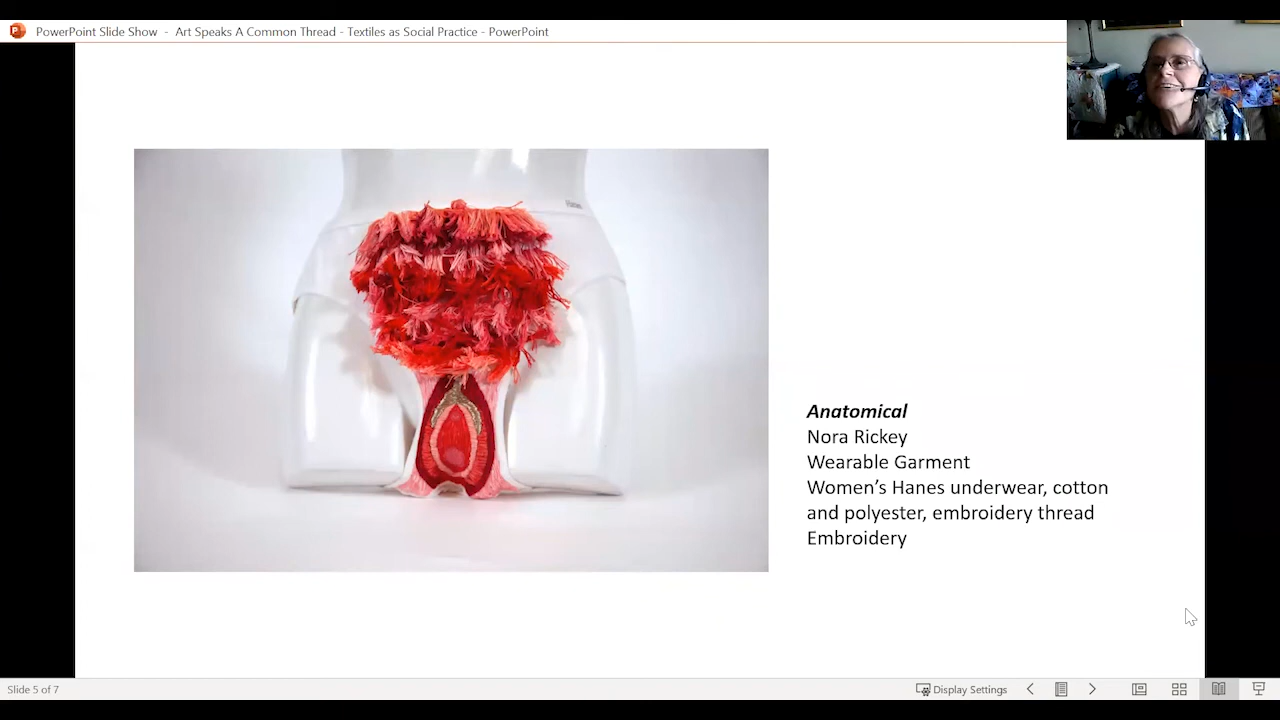 PowerPoint Slide Show - Art Speaks A Common Thread - Textiles as Social Practice - PowerPoint
Hanes
Anatomical
Nora Rickey
Wearable Garment
Women's Hanes underwear, cotton
and polyester, embroidery thread
Embroidery
Slide 5 of 7
Display Settings